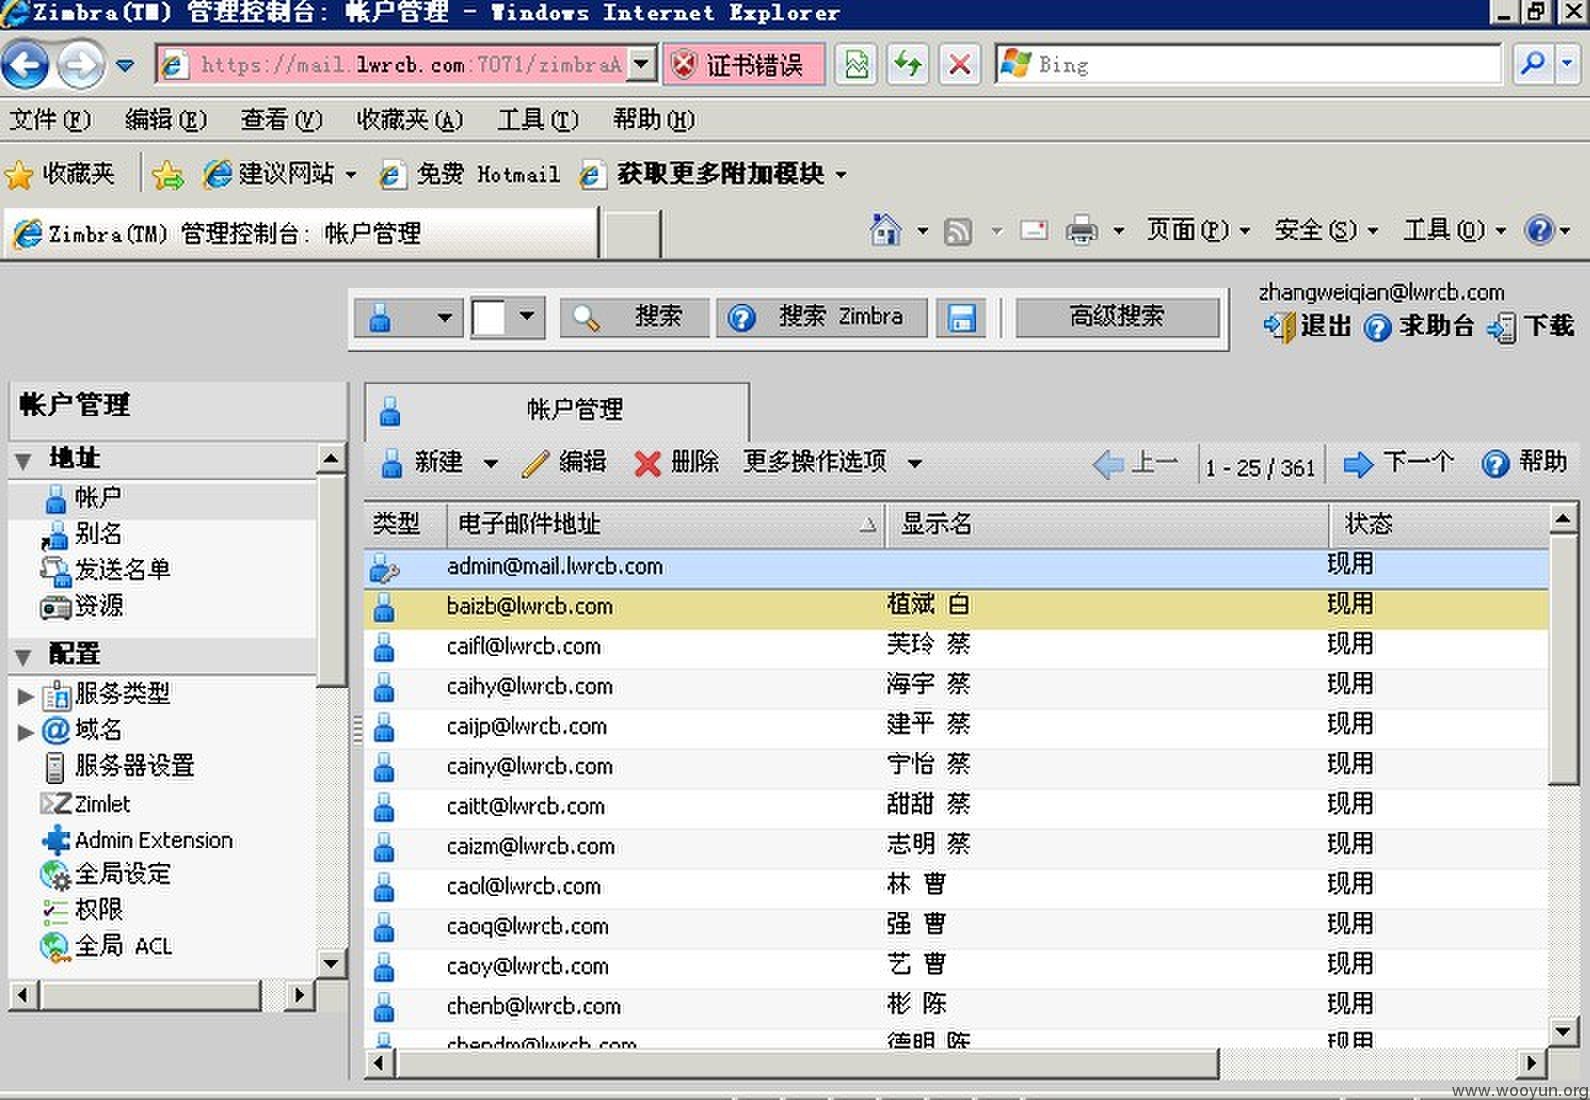 Zimbra(TM) 管理控制台: 帐户管理 - Windows Internet Explorer
https://mail.lwrcb.com:7071/zimbraA 证书错误 Bing
文件(F) 编辑(E) 查看(V) 收藏夹(A) 工具(T) 帮助(H)
收藏夹 建议网站 免费 Hotmail 获取更多附加模块
Zimbra(TM) 管理控制台: 帐户管理 页面(P) 安全(S) 工具(O)
zhangweiqian@lwrcb.com
搜索 搜索 Zimbra 高级搜索
退出 求助台 下载
帐户管理
地址
帐户
别名
发送名单
资源
配置
服务类型
域名
服务器设置
Zimlet
Admin Extension
全局设定
权限
全局 ACL
帐户管理
新建 编辑 删除 更多操作选项 上一 1 - 25 / 361 下一个 帮助
类型 电子邮件地址 显示名 状态
admin@mail.lwrcb.com 现用
baizb@lwrcb.com 植斌 白 现用
caifl@lwrcb.com 芙玲 蔡 现用
caihy@lwrcb.com 海宇 蔡 现用
caijp@lwrcb.com 建平 蔡 现用
cainy@lwrcb.com 宁怡 蔡 现用
caitt@lwrcb.com 甜甜 蔡 现用
caizm@lwrcb.com 志明 蔡 现用
caol@lwrcb.com 林 曹 现用
caoq@lwrcb.com 强 曹 现用
caoy@lwrcb.com 艺 曹 现用
chenb@lwrcb.com 彬 陈 现用
chendm@lwrcb.com 德明 陈 现用
www.wooyun.org